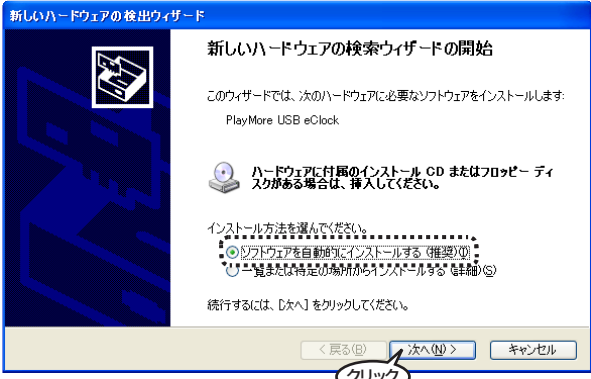 新しいハードウェアの検出ウィザード
新しいハードウェアの検索ウィザードの開始
このウィザードでは、次のハードウェアに必要なソフトウェアをインストールします:
PlayMore USB eClock
ハードウェアに付属のインストール CD またはフロッピー ディ
スクがある場合は、挿入してください。
インストール方法を選んでください。
ソフトウェアを自動的にインストールする (推奨)(I)
一覧または特定の場所からインストールする (詳細)(S)
続行するには、[次へ] をクリックしてください。
< 戻る(B) 次へ(N) > キャンセル
クリック